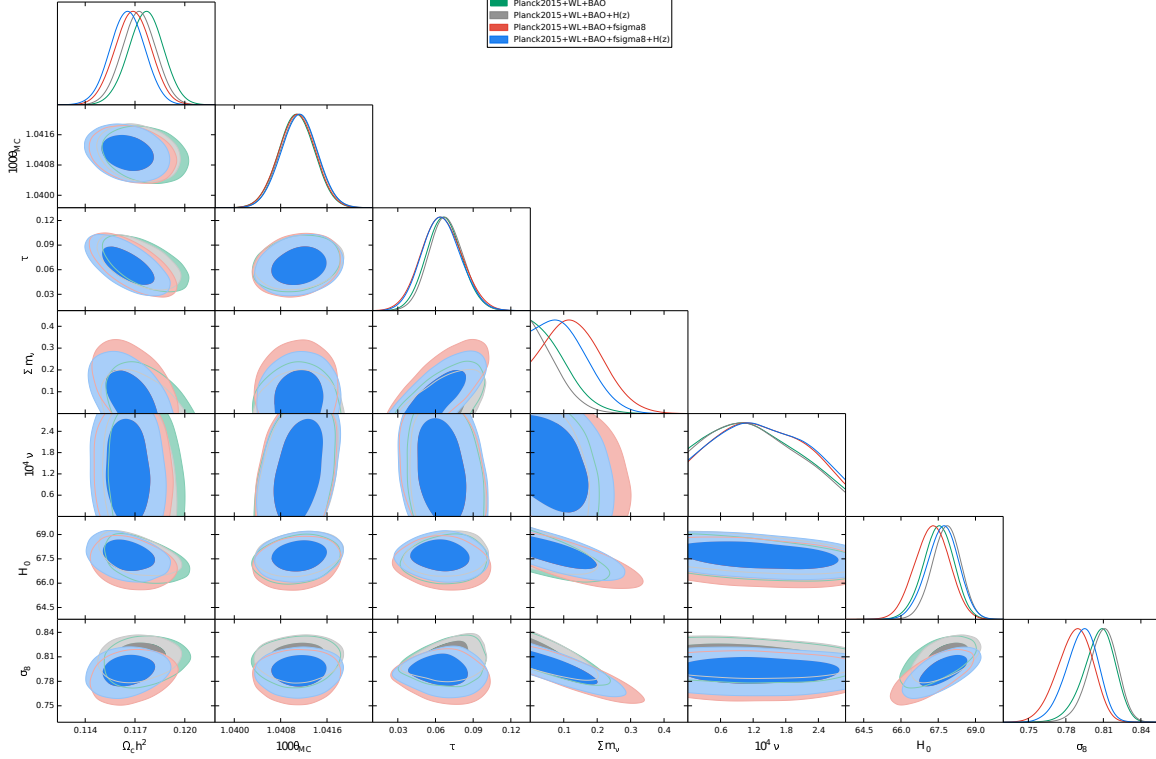 Planck2015+WL+BAO
Planck2015+WL+BAO+H(z)
Planck2015+WL+BAO+fsigma8
Planck2015+WL+BAO+fsigma8+H(z)
100θMC
1.0416
1.0408
1.0400
τ
0.12
0.09
0.06
0.03
Σmν
0.4
0.3
0.2
0.1
10⁴ ν
2.4
1.8
1.2
0.6
H₀
69.0
67.5
66.0
64.5
σ₈
0.84
0.81
0.78
0.75
0.114 0.117 0.120 1.0400 1.0408 1.0416 0.03 0.06 0.09 0.12 0.1 0.2 0.3 0.4 0.6 1.2 1.8 2.4 64.5 66.0 67.5 69.0 0.75 0.78 0.81 0.84
Ωch² 100θMC τ Σmν 10⁴ ν H₀ σ₈